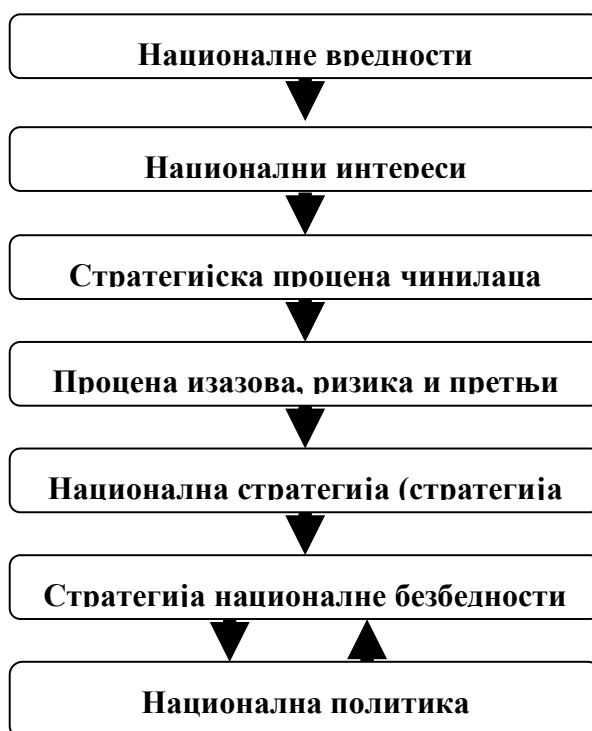 Националне вредности
Национални интереси
Стратегијска процена чинилаца
Процена изазова, ризика и претњи
Национална стратегија (стратегија
Стратегија националне безбедности
Национална политика